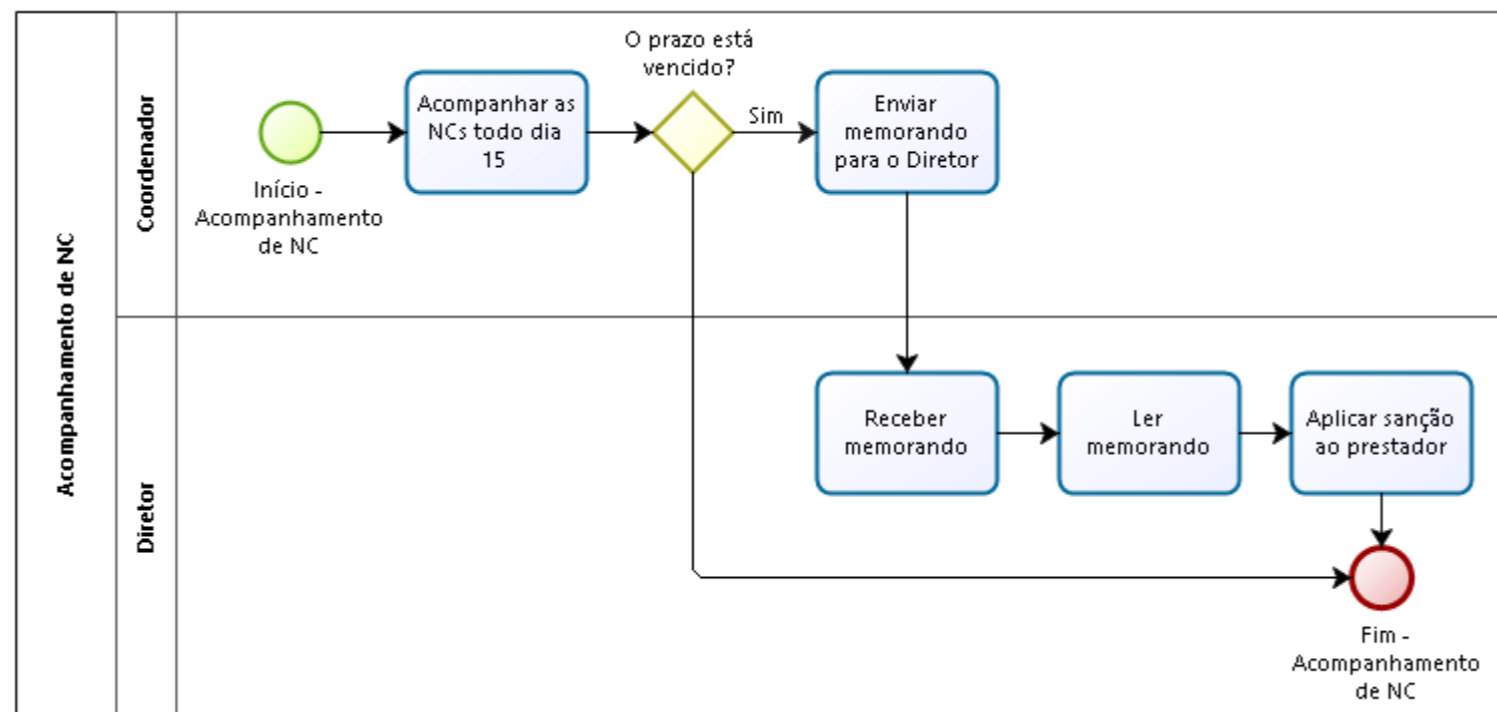 Acompanhamento de NC
Coordenador
Início -
Acompanhamento
de NC
Acompanhar as
NCs todo dia
15
O prazo está
vencido?
Sim
Enviar
memorando
para o Diretor
Diretor
Receber
memorando
Ler
memorando
Aplicar sanção
ao prestador
Fim -
Acompanhamento
de NC